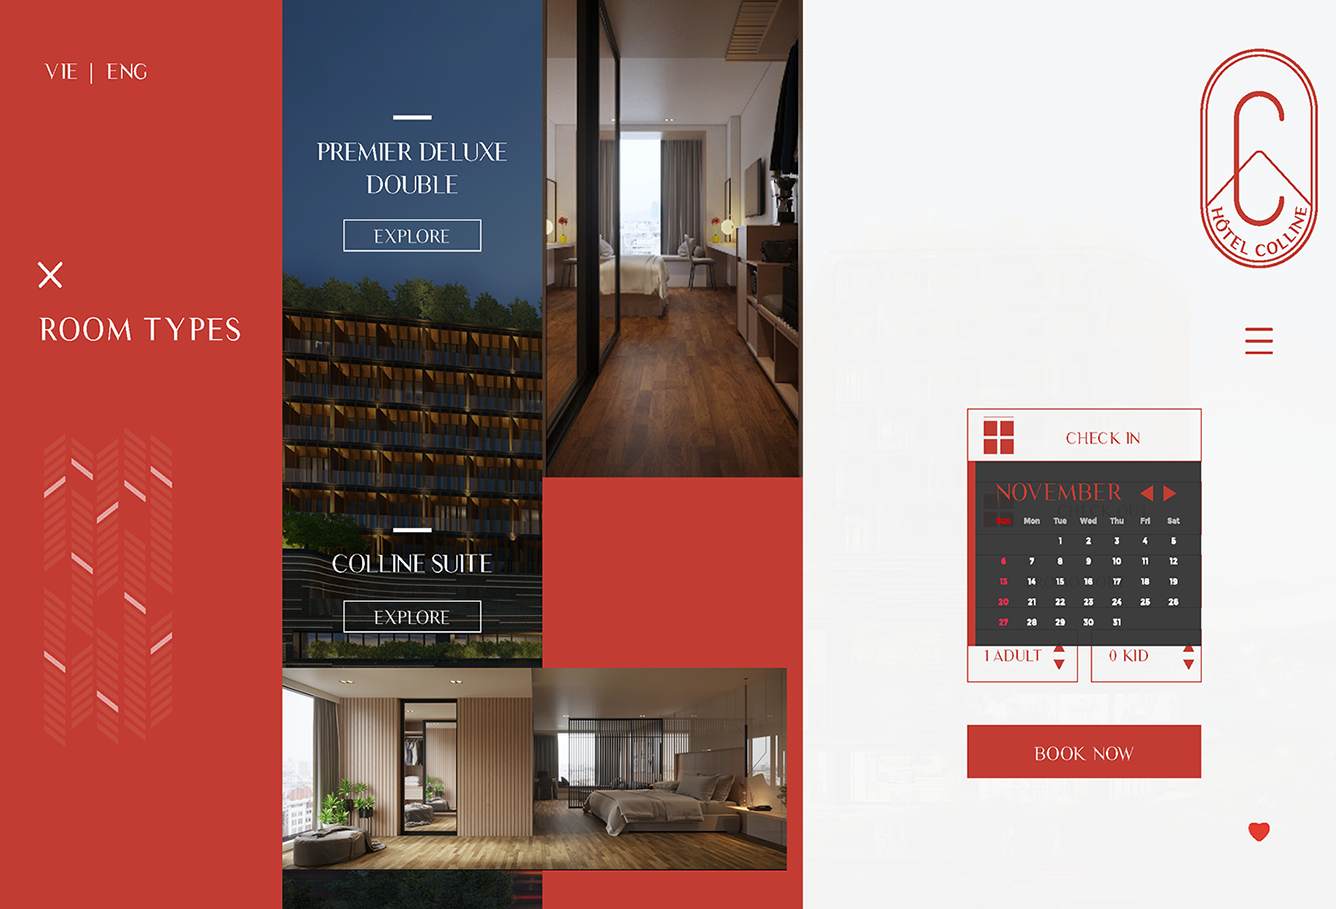 VIE | ENG
ROOM TYPES
PREMIER DELUXE
DOUBLE
EXPLORE
COLLINE SUITE
EXPLORE
HÔTEL COLLINE
CHECK IN
NOVEMBER
CHECK OUT
Sun Mon Tue Wed Thu Fri Sat
1 2 3 4 5
6 7 8 9 10 11 12
13 14 15 16 17 18 19
20 21 22 23 24 25 26
27 28 29 30 31
1 ADULT
0 KID
BOOK NOW